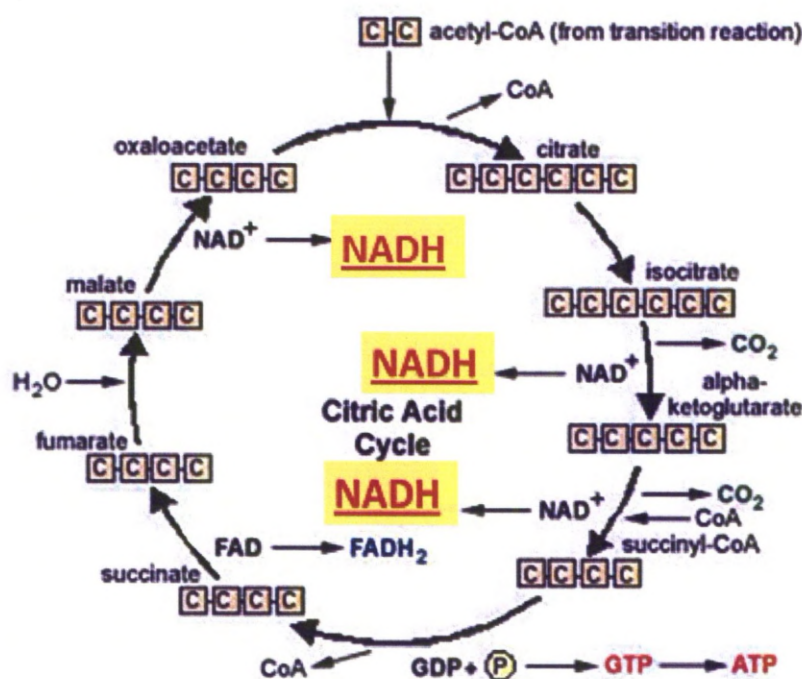 C C acetyl-CoA (from transition reaction)
CoA
oxaloacetate
C C C C
citrate
C C C C C C
NAD+
NADH
malate
C C C C
isocitrate
C C C C C C
CO2
NADH
NAD+
H2O
alpha-
ketoglutarate
C C C C C
Citric Acid
Cycle
fumarate
C C C C
NADH
NAD+
CO2
CoA
succinyl-CoA
C C C C
FAD
FADH2
succinate
C C C C
CoA
GDP + P
GTP
ATP